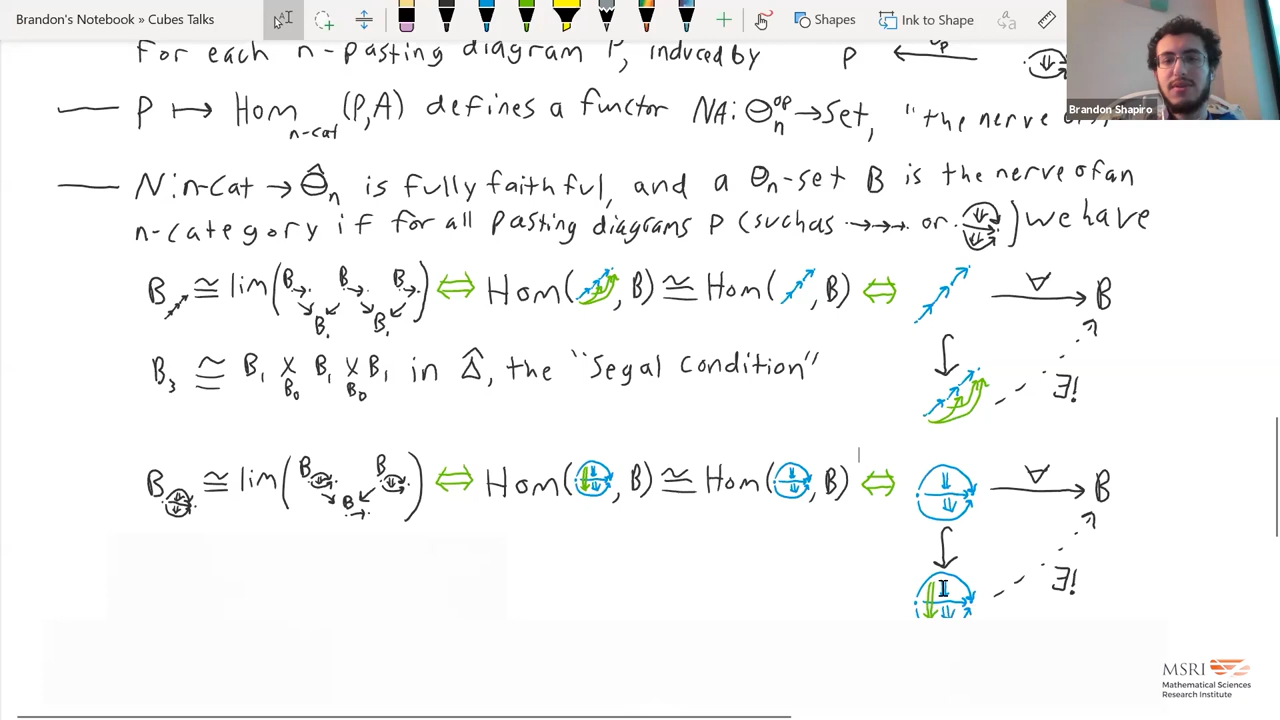 Brandon's Notebook » Cubes Talks
Shapes
Ink to Shape
Brandon Shapiro
For each n-pasting diagram P, induced by P ←
P ↦ Hom_{n-cat}(P,A) defines a functor NA: Θ_n^{op} → Set, "the nerve of
N: n-Cat → Θ̂_n is fully faithful, and a Θ_n-set B is the nerve of an
n-category if for all pasting diagrams P (such as →→→ or ) we have
B ≅ lim(B→ B→ B→ ↘ ↙ ↘ ↙ B. B.) ⇔ Hom( , B) ≅ Hom( , B) ⇔ ∀ B
B_3 ≅ B_1 ×_{B_0} B_1 ×_{B_0} B_1 in Δ̂, the "Segal Condition"
∃!
B ≅ lim(B B ↘ ↙ B·→) ⇔ Hom( , B) ≅ Hom( , B) ⇔ ∀ B
∃!
MSRI
Mathematical Sciences
Research Institute